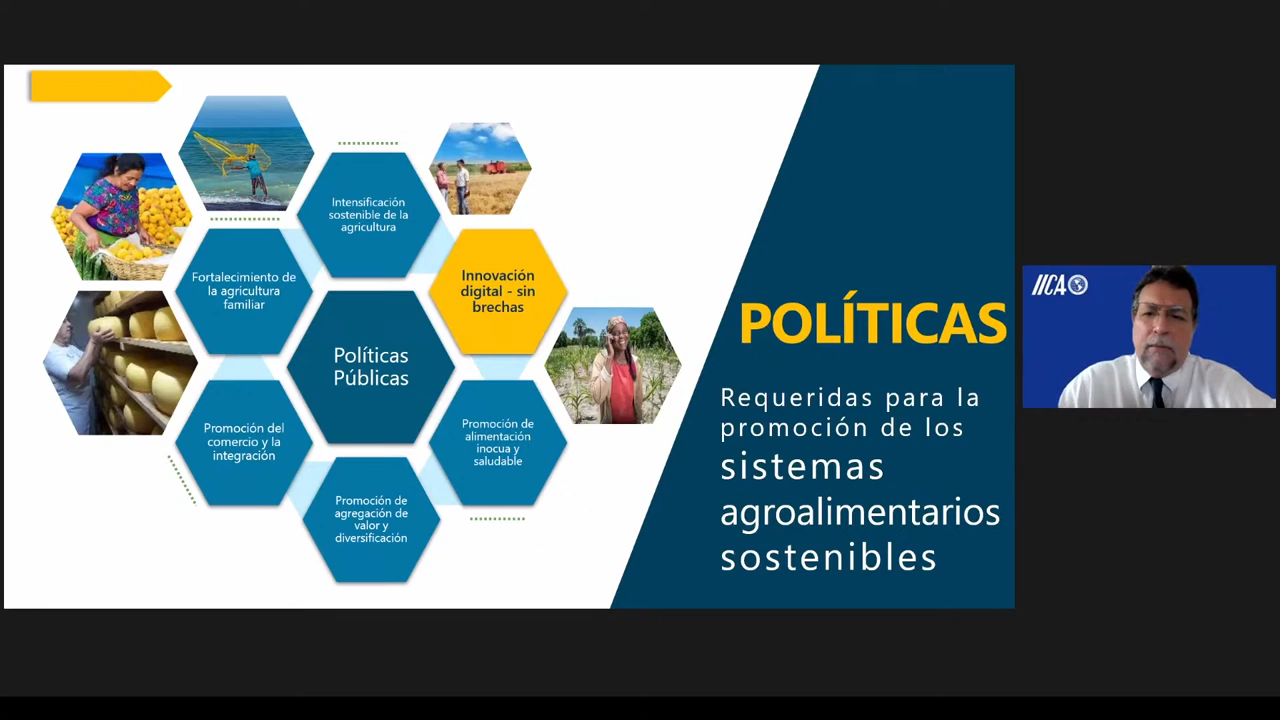 Intensificación
sostenible de la
agricultura
Fortalecimiento de
la agricultura
familiar
Innovación
digital - sin
brechas
Políticas
Públicas
Promoción del
comercio y la
integración
Promoción de
alimentación
inocua y
saludable
Promoción de
agregación de
valor y
diversificación
POLÍTICAS
Requeridas para la
promoción de los
sistemas
agroalimentarios
sostenibles
IICA